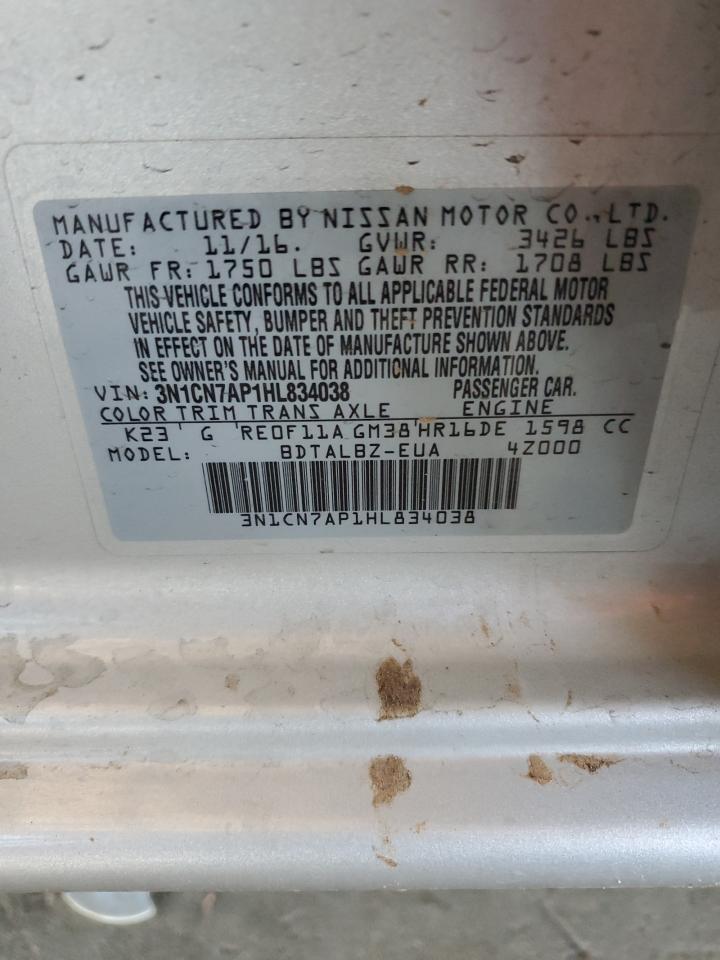 MANUFACTURED BY NISSAN MOTOR CO., LTD.
DATE: 11/16. GVWR: 3426 LBS
GAWR FR: 1750 LBS GAWR RR: 1708 LBS
THIS VEHICLE CONFORMS TO ALL APPLICABLE FEDERAL MOTOR
VEHICLE SAFETY, BUMPER AND THEFT PREVENTION STANDARDS
IN EFFECT ON THE DATE OF MANUFACTURE SHOWN ABOVE.
SEE OWNER'S MANUAL FOR ADDITIONAL INFORMATION.
VIN: 3N1CN7AP1HL834038 PASSENGER CAR.
COLOR TRIM TRANS AXLE ENGINE
K23 G RE0F11A GM38 HR16DE 1598 CC
MODEL: BDTALBZ-EUA 4Z000
3N1CN7AP1HL834038